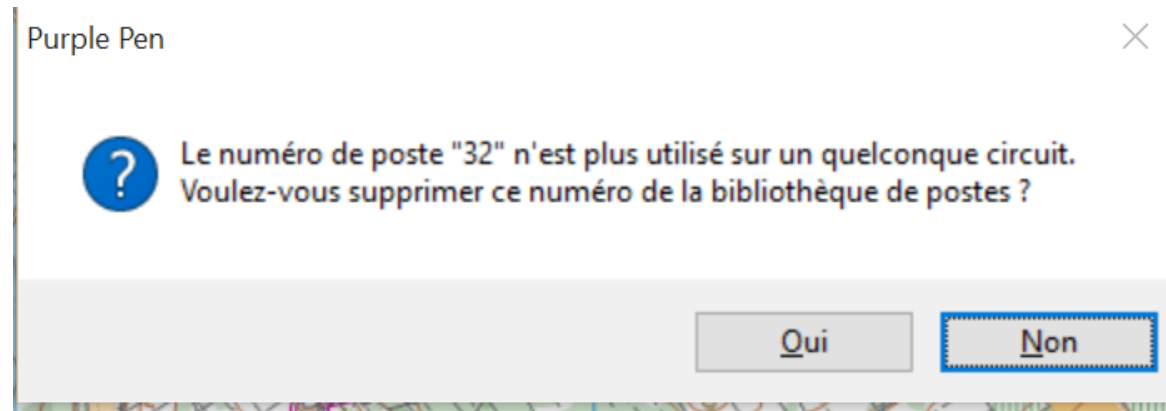 Purple Pen
Le numéro de poste "32" n'est plus utilisé sur un quelconque circuit.
Voulez-vous supprimer ce numéro de la bibliothèque de postes ?
Oui
Non